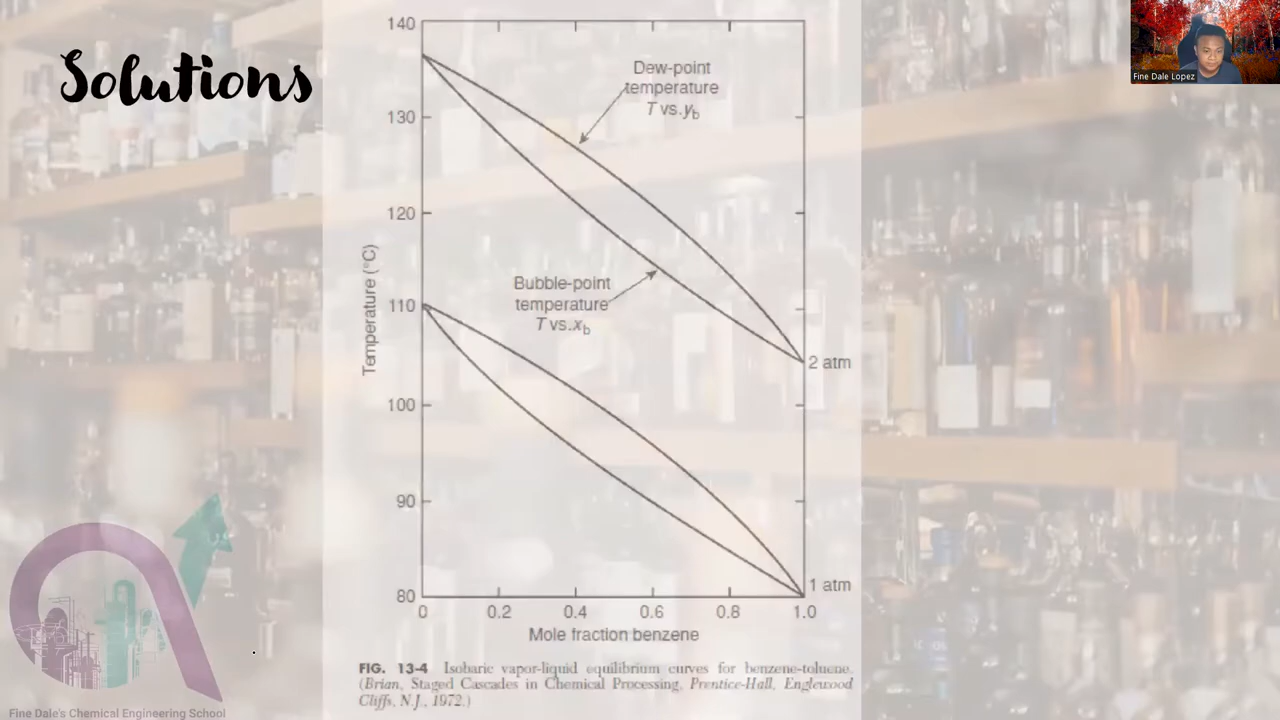 Solutions
Fine Dale Lopez
140
130
120
110
100
90
80
Temperature (°C)
Dew-point
temperature
T vs. yb
Bubble-point
temperature
T vs. xb
2 atm
1 atm
0 0.2 0.4 0.6 0.8 1.0
Mole fraction benzene
FIG. 13-4 Isobaric vapor-liquid equilibrium curves for benzene-toluene.
(Brian, Staged Cascades in Chemical Processing, Prentice-Hall, Englewood
Cliffs, N.J., 1972.)
Fine Dale's Chemical Engineering School